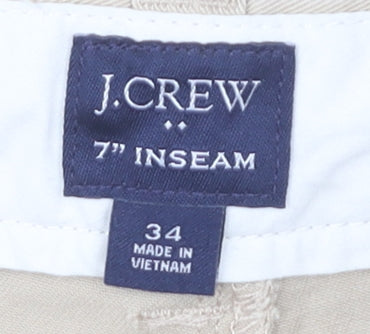 J.CREW
7" INSEAM
34
MADE IN
VIETNAM